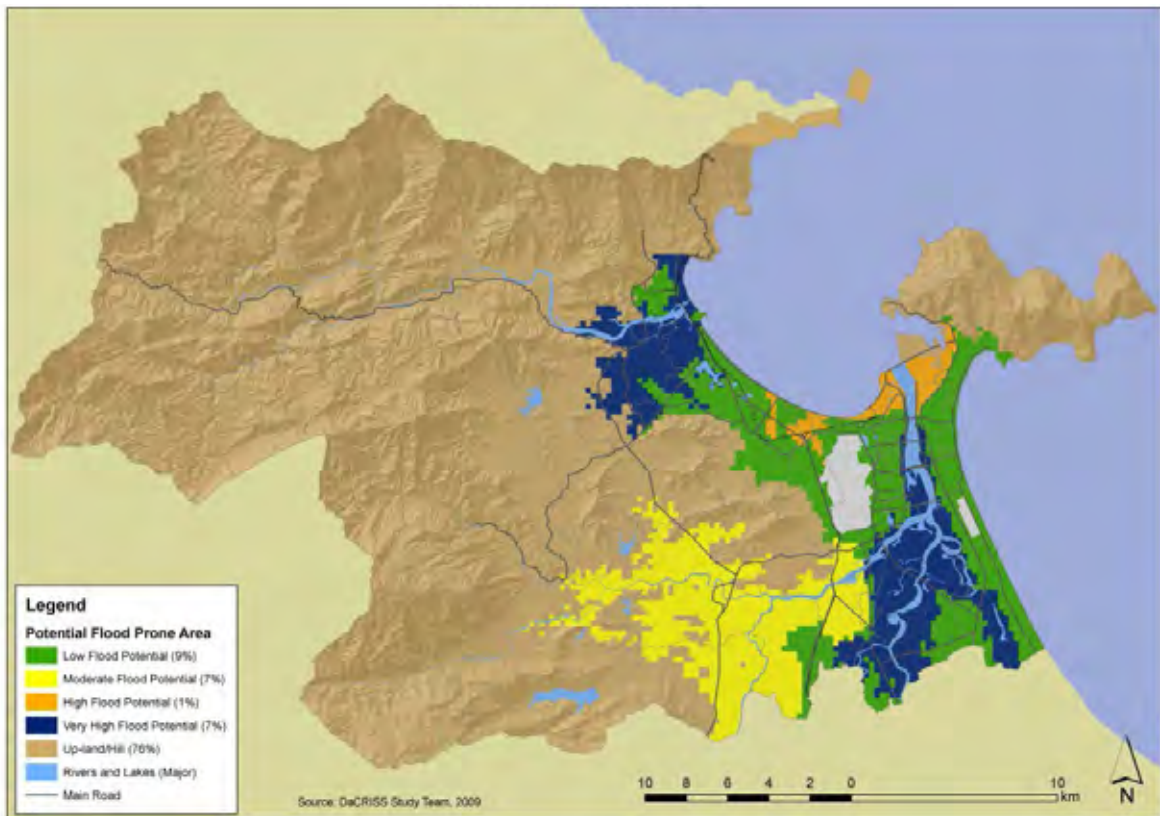 Legend
Potential Flood Prone Area
Low Flood Potential (9%)
Moderate Flood Potential (7%)
High Flood Potential (1%)
Very High Flood Potential (7%)
Up-land/Hill (76%)
Rivers and Lakes (Major)
Main Road
Source: DaCRISS Study Team, 2009
10 8 6 4 2 0 10
km
N